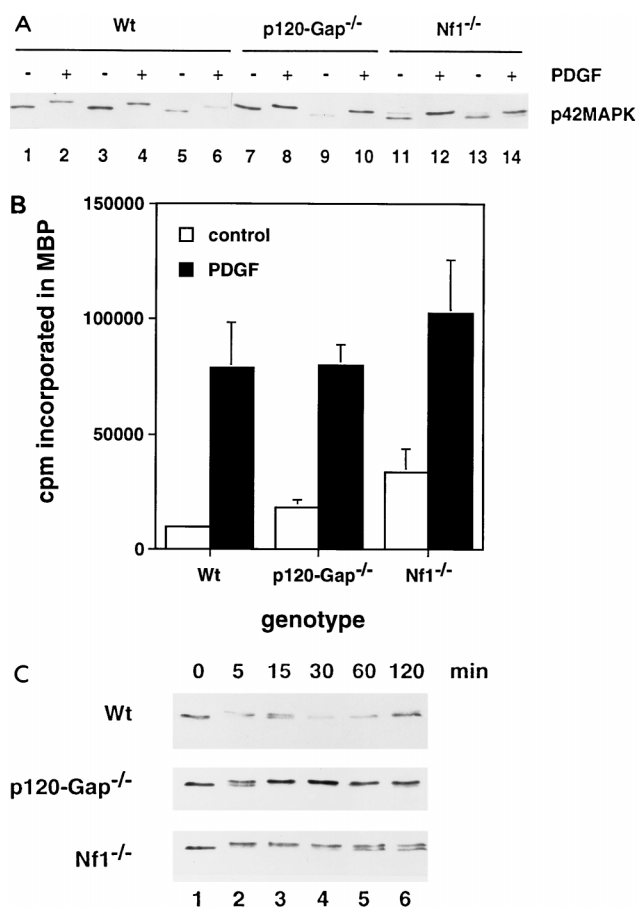 A
Wt p120-Gap-/- Nf1-/-
- + - + - + - + - + - + - + PDGF
p42MAPK
1 2 3 4 5 6 7 8 9 10 11 12 13 14
B
150000
100000
50000
0
cpm incorporated in MBP
control
PDGF
Wt p120-Gap-/- Nf1-/-
genotype
C
0 5 15 30 60 120 min
Wt
p120-Gap-/-
Nf1-/-
1 2 3 4 5 6